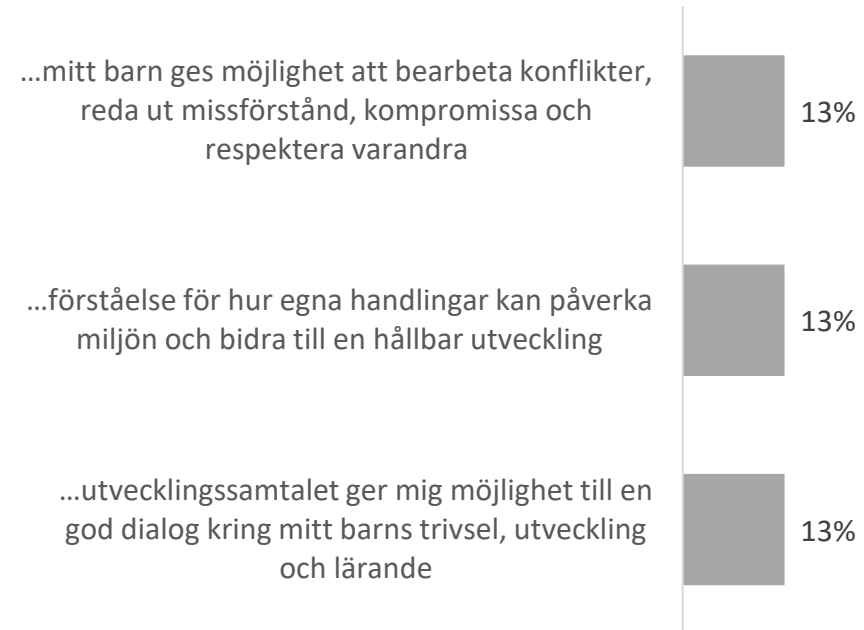 ...mitt barn ges möjlighet att bearbeta konflikter,
reda ut missförstånd, kompromissa och
respektera varandra
13%
...förståelse för hur egna handlingar kan påverka
miljön och bidra till en hållbar utveckling
13%
...utvecklingssamtalet ger mig möjlighet till en
god dialog kring mitt barns trivsel, utveckling
och lärande
13%